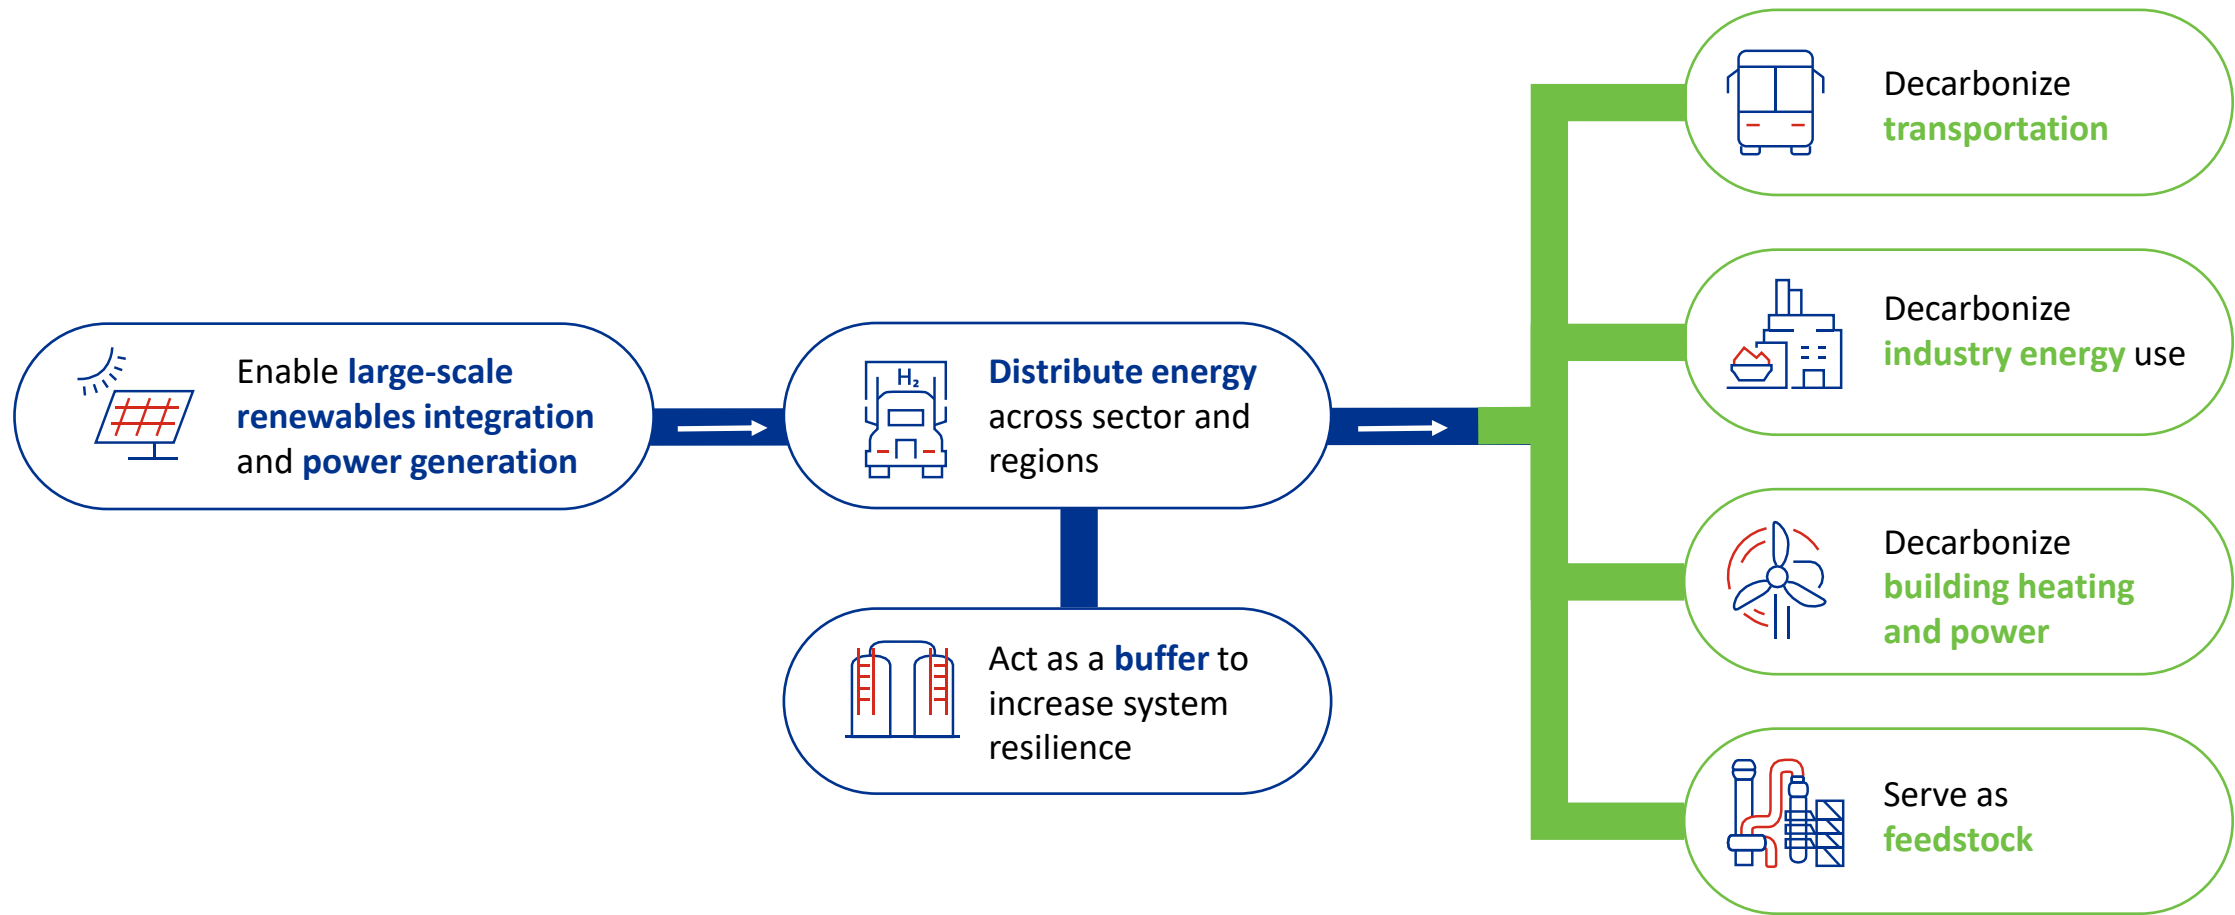 Enable large-scale
renewables integration
and power generation
H₂
Distribute energy
across sector and
regions
Act as a buffer to
increase system
resilience
Decarbonize
transportation
Decarbonize
industry energy use
Decarbonize
building heating
and power
Serve as
feedstock